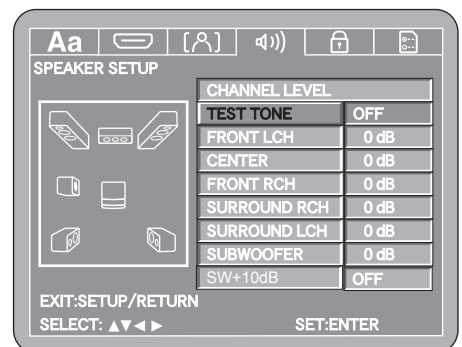 Aa
SPEAKER SETUP
CHANNEL LEVEL
TEST TONE OFF
FRONT LCH 0 dB
CENTER 0 dB
FRONT RCH 0 dB
SURROUND RCH 0 dB
SURROUND LCH 0 dB
SUBWOOFER 0 dB
SW+10dB OFF
EXIT:SETUP/RETURN
SELECT: ▲▼◄ ► SET:ENTER